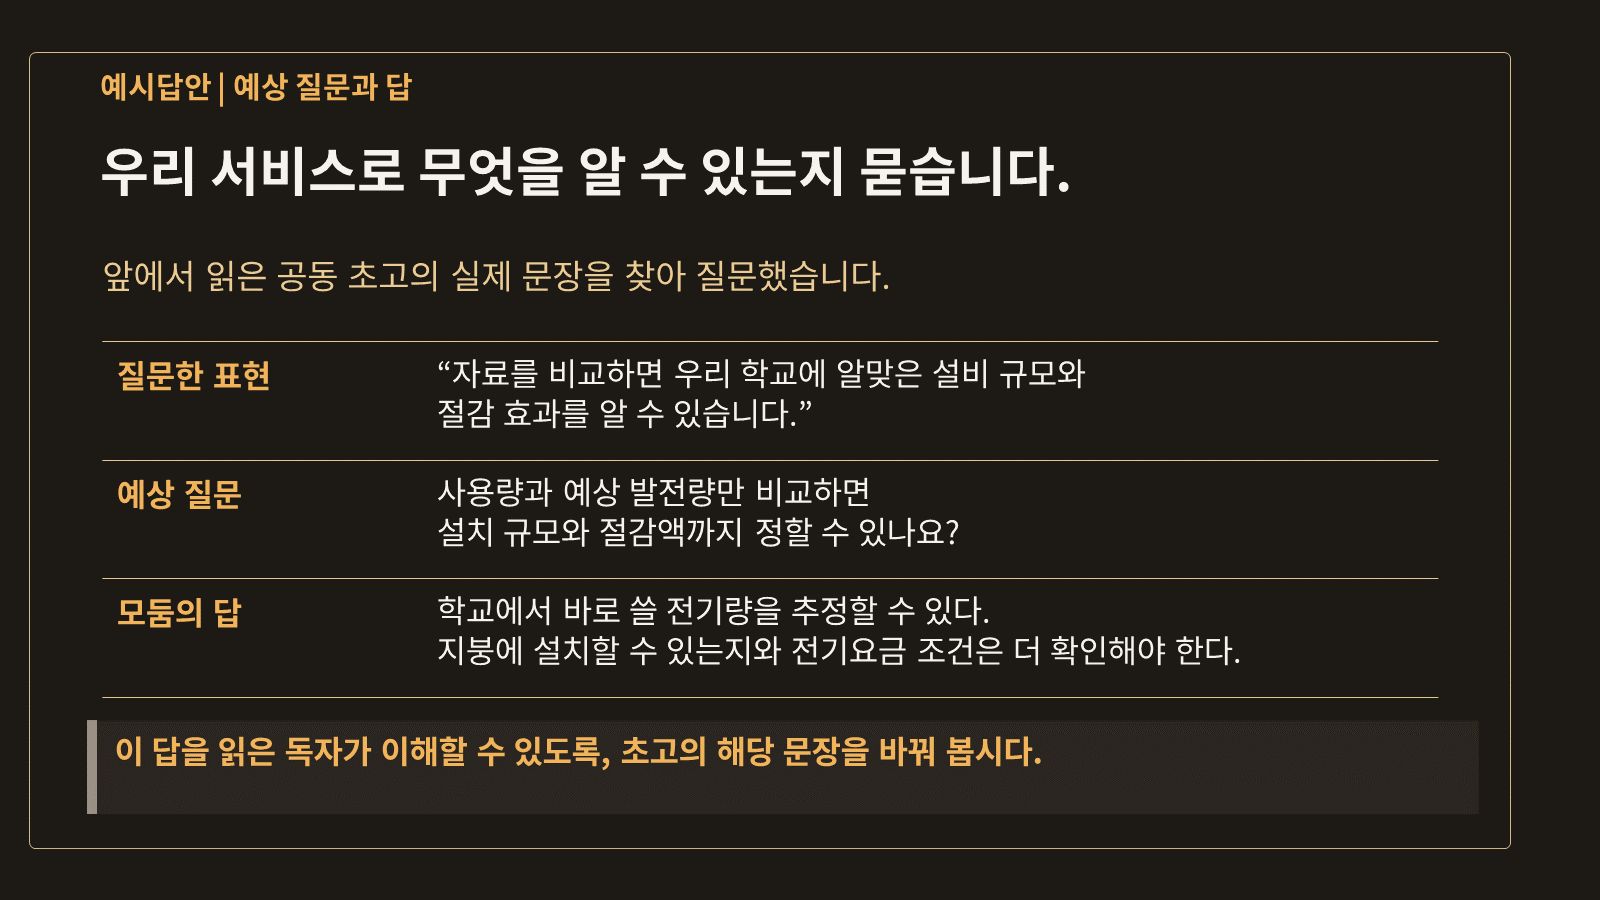 예시답안 | 예상 질문과 답
우리 서비스로 무엇을 알 수 있는지 묻습니다.
앞에서 읽은 공동 초고의 실제 문장을 찾아 질문했습니다.
질문한 표현
“자료를 비교하면 우리 학교에 알맞은 설비 규모와
절감 효과를 알 수 있습니다.”
예상 질문
사용량과 예상 발전량만 비교하면
설치 규모와 절감액까지 정할 수 있나요?
모둠의 답
학교에서 바로 쓸 전기량을 추정할 수 있다.
지붕에 설치할 수 있는지와 전기요금 조건은 더 확인해야 한다.
이 답을 읽은 독자가 이해할 수 있도록, 초고의 해당 문장을 바꿔 봅시다.